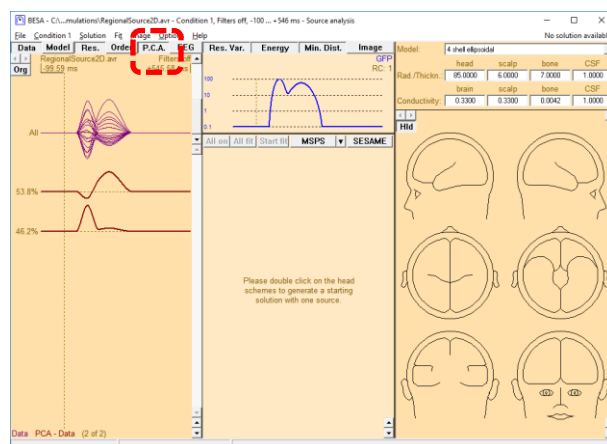 BESA - C:\...mulations\RegionalSource2D.avr - Condition 1, Filters off, -100 ... +546 ms - Source analysis
File Condition 1 Solution Fit Image Options Help No solution availab
Data Model Res. Order P.C.A. EEG Res. Var. Energy Min. Dist. Image
Org
RegionalSource2D.avr Filters off
-99.59 ms +545.58 ms
All
53.8%
46.2%
Data PCA - Data (2 of 2)
GFP
RC: 1
100
10
1
0.1
All on All fit Start fit MSPS SESAME
Please double click on the head
schemes to generate a starting
solution with one source.
Model: 4 shell ellipsoidal
head scalp bone CSF
Rad./Thickn. 85.0000 6.0000 7.0000 1.0000
brain scalp bone CSF
Conductivity: 0.3300 0.3300 0.0042 1.0000
Hld